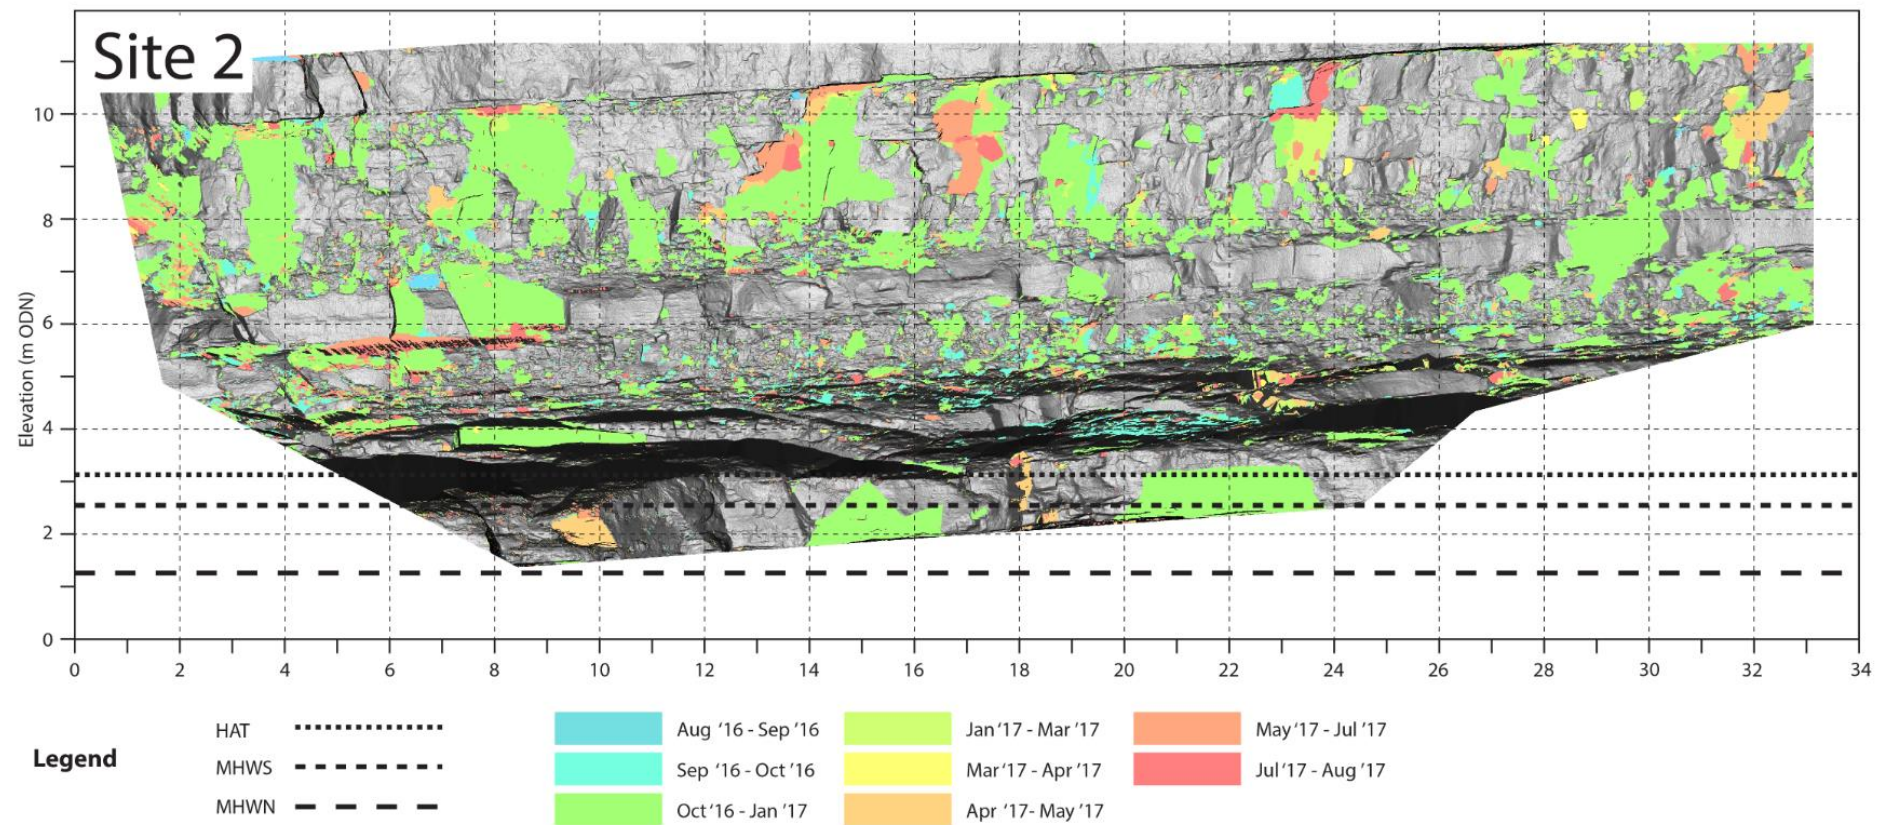 Site 2
Elevation (m ODN)
10
8
6
4
2
0
0 2 4 6 8 10 12 14 16 18 20 22 24 26 28 30 32 34
Legend
HAT
MHWS
MHWN
Aug ‘16 - Sep ’16
Sep ‘16 - Oct ’16
Oct ‘16 - Jan ’17
Jan ‘17 - Mar ’17
Mar ‘17 - Apr ’17
Apr ‘17- May ’17
May ‘17 - Jul ’17
Jul ‘17 - Aug ’17